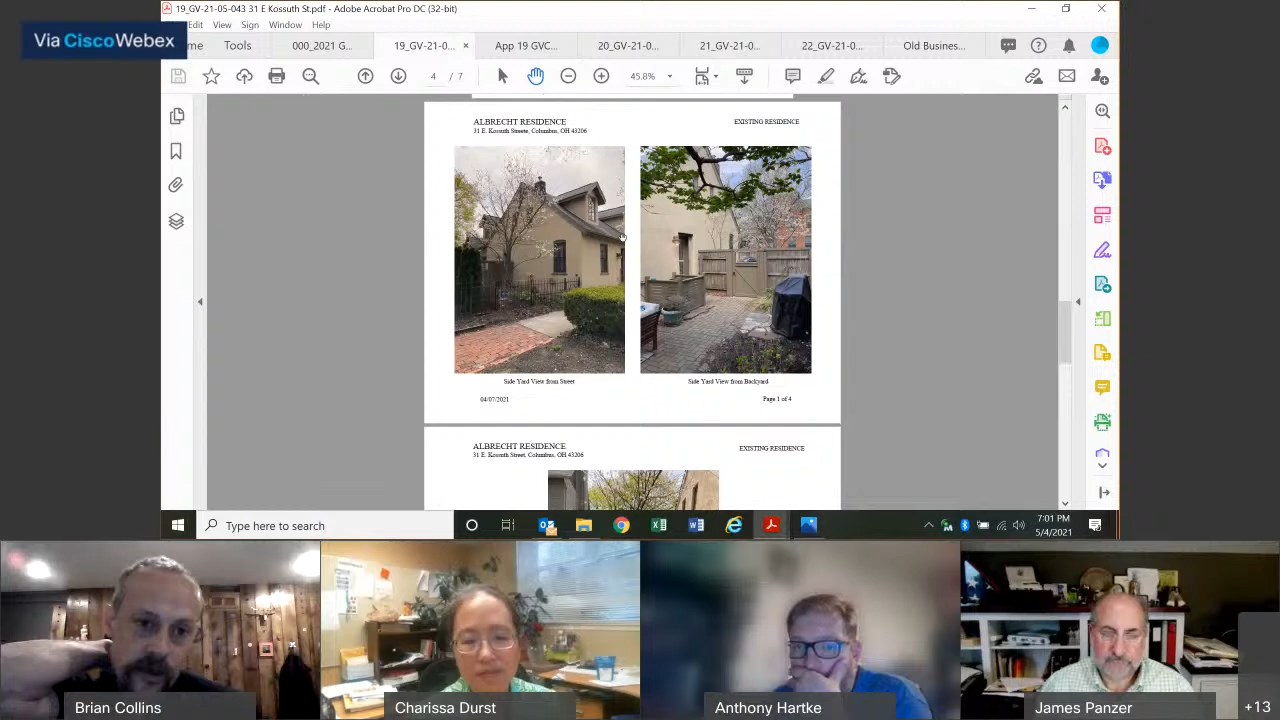 19_GV-21-05-043 31 E Kossuth St.pdf - Adobe Acrobat Pro DC (32-bit)
Via Cisco Webex
Edit View Sign Window Help
me Tools 0\9_2021 G... 19_GV-21-0... × App 19 GVC... 20_GV-21-0... 21_GV-21-0... 22_GV-21-0... Old Business...
4 / 7 45.8%
ALBRECHT RESIDENCE EXISTING RESIDENCE
31 E. Kossuth Streete, Columbus, OH 43206
Side Yard View from Street Side Yard View from Backyard
04/07/2021 Page 1 of 4
ALBRECHT RESIDENCE EXISTING RESIDENCE
31 E. Kossuth Street, Columbus, OH 43206
Type here to search
7:01 PM
5/4/2021
Brian Collins Charissa Durst Anthony Hartke James Panzer +13